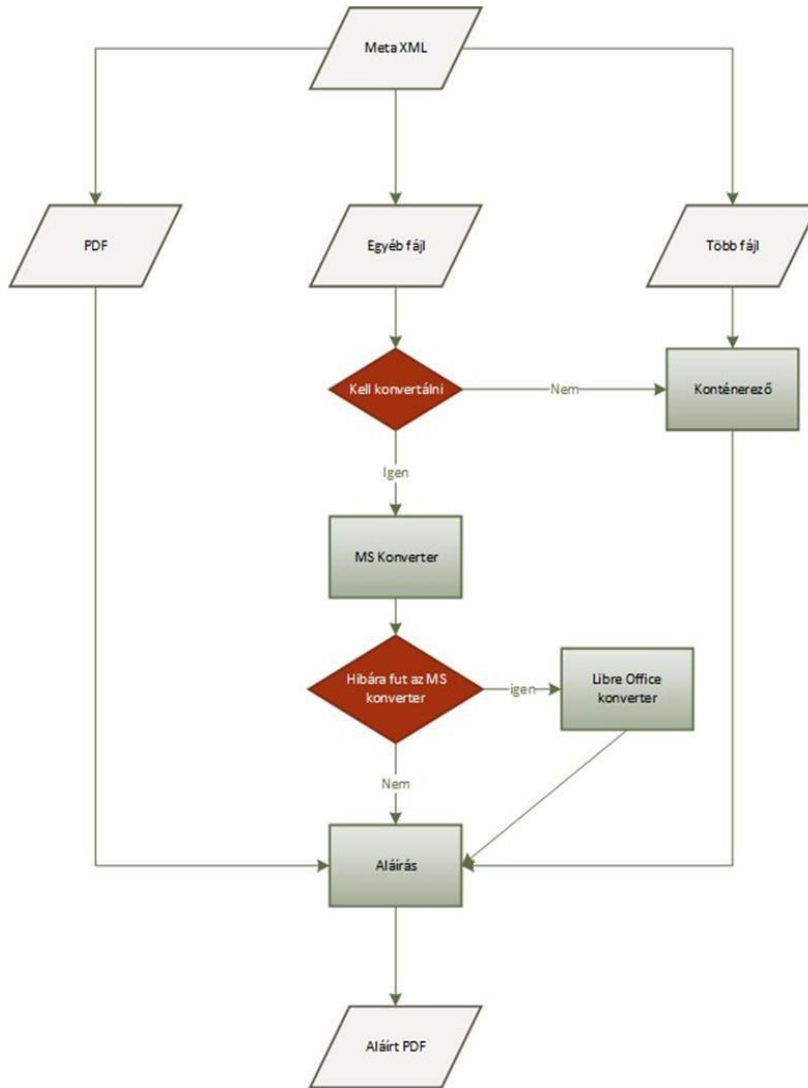 Meta XML
PDF
Egyéb fájl
Több fájl
Kell konvertálni
Nem
Konténerező
Igen
MS Konverter
Hibára fut az MS
konverter
igen
Libre Office
konverter
Nem
Aláírás
Aláírt PDF